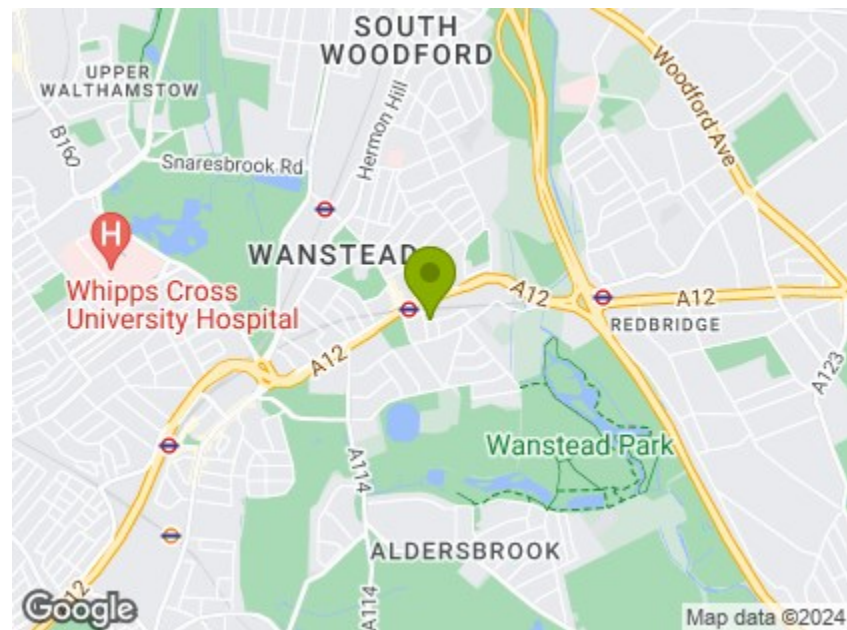 SOUTH
WOODFORD
UPPER
WALTHAMSTOW
B160
Hermon Hill
Woodford Ave
Snaresbrook Rd
H
WANSTEAD
Whipps Cross
University Hospital
A12
A12
REDBRIDGE
A12
A123
Wanstead Park
A114
ALDERSBROOK
A12
A114
Google
Map data ©2024